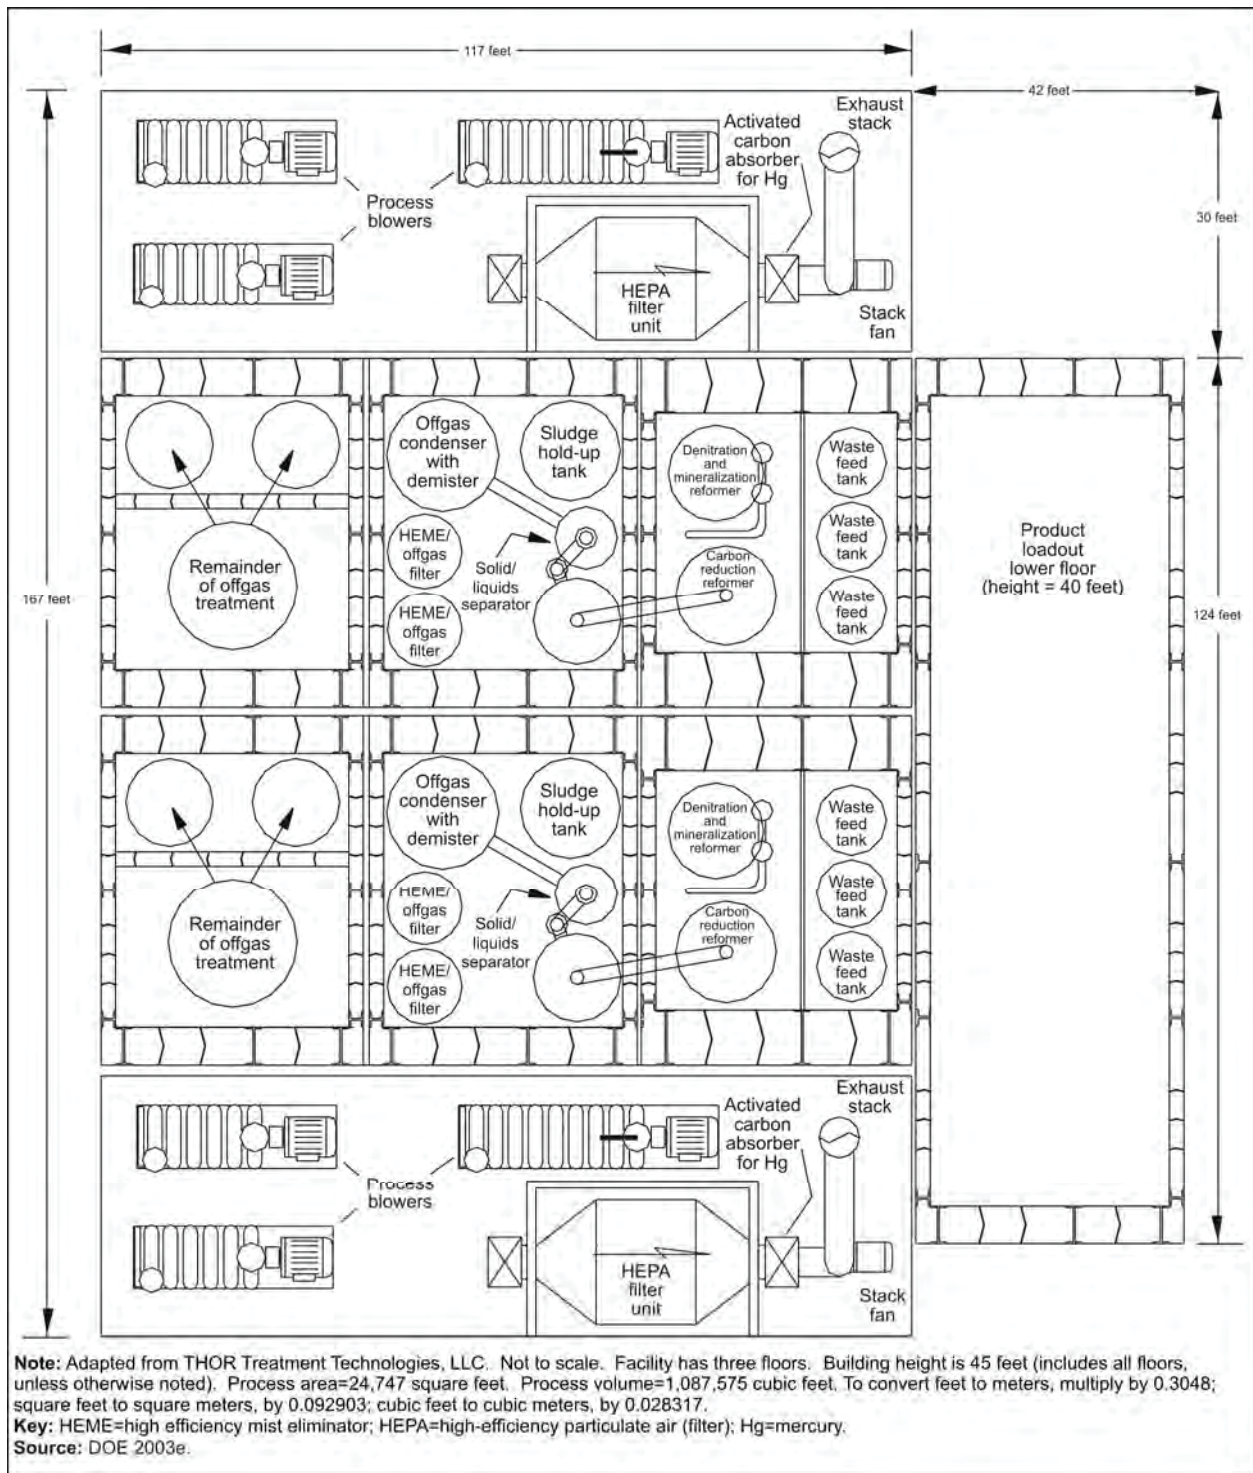 117 feet
42 feet
Exhaust
stack
Activated
carbon
absorber
for Hg
Process
blowers
30 feet
HEPA
filter
unit
Stack
fan
Offgas
condenser
with
demister
Sludge
hold-up
tank
Denitration
and
mineralization
reformer
Waste
feed
tank
HEME/
offgas
filter
Solid/
liquids
separator
Carbon
reduction
reformer
Waste
feed
tank
Product
loadout
lower floor
(height = 40 feet)
Remainder
of offgas
treatment
167 feet
HEME/
offgas
filter
Waste
feed
tank
124 feet
Offgas
condenser
with
demister
Sludge
hold-up
tank
Denitration
and
mineralization
reformer
Waste
feed
tank
HEME/
offgas
filter
Solid/
liquids
separator
Carbon
reduction
reformer
Waste
feed
tank
Remainder
of offgas
treatment
HEME/
offgas
filter
Waste
feed
tank
Exhaust
stack
Activated
carbon
absorber
for Hg
Process
blowers
HEPA
filter
unit
Stack
fan
Note: Adapted from THOR Treatment Technologies, LLC. Not to scale. Facility has three floors. Building height is 45 feet (includes all floors,
unless otherwise noted). Process area=24,747 square feet. Process volume=1,087,575 cubic feet. To convert feet to meters, multiply by 0.3048;
square feet to square meters, by 0.092903; cubic feet to cubic meters, by 0.028317.
Key: HEME=high efficiency mist eliminator; HEPA=high-efficiency particulate air (filter); Hg=mercury.
Source: DOE 2003e.